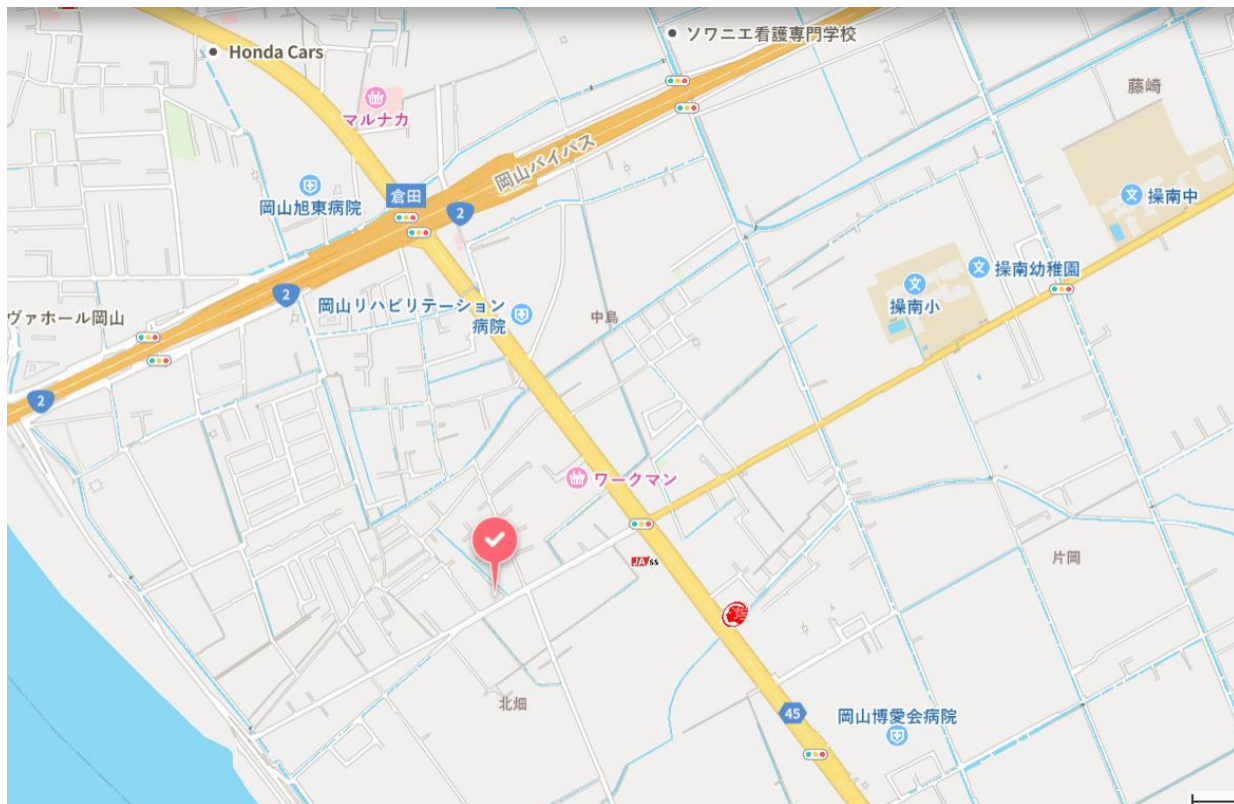 ソワニエ看護専門学校
Honda Cars
藤崎
マルナカ
岡山バイパス
岡山旭東病院
倉田
操南中
2
操南幼稚園
2
岡山リハビリテーション
病院
操南小
ヴァホール岡山
中島
2
ワークマン
片岡
JA SS
北畑
45
岡山博愛会病院
文
文
文